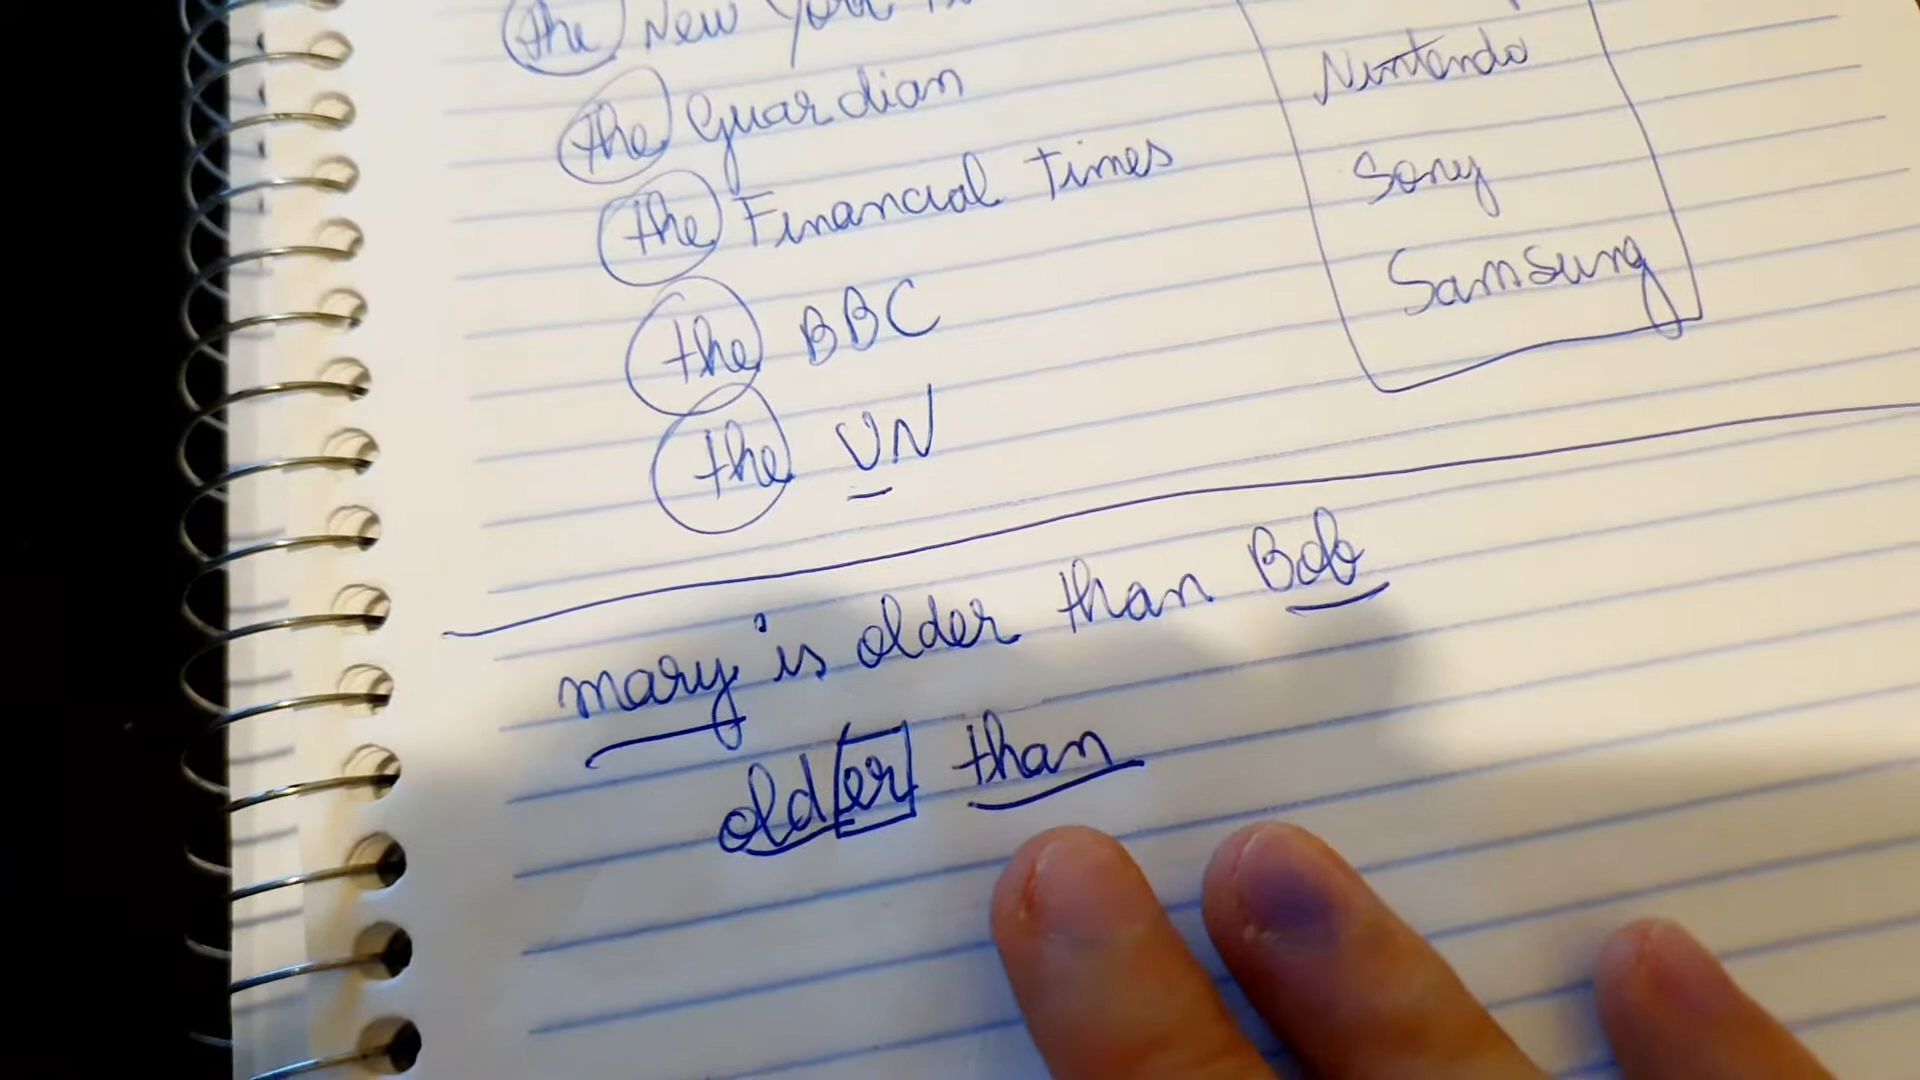 the New York
the Guardian
the Financial Times
the BBC
the UN
Nintendo
Sony
Samsung
mary is older than Bob
older than